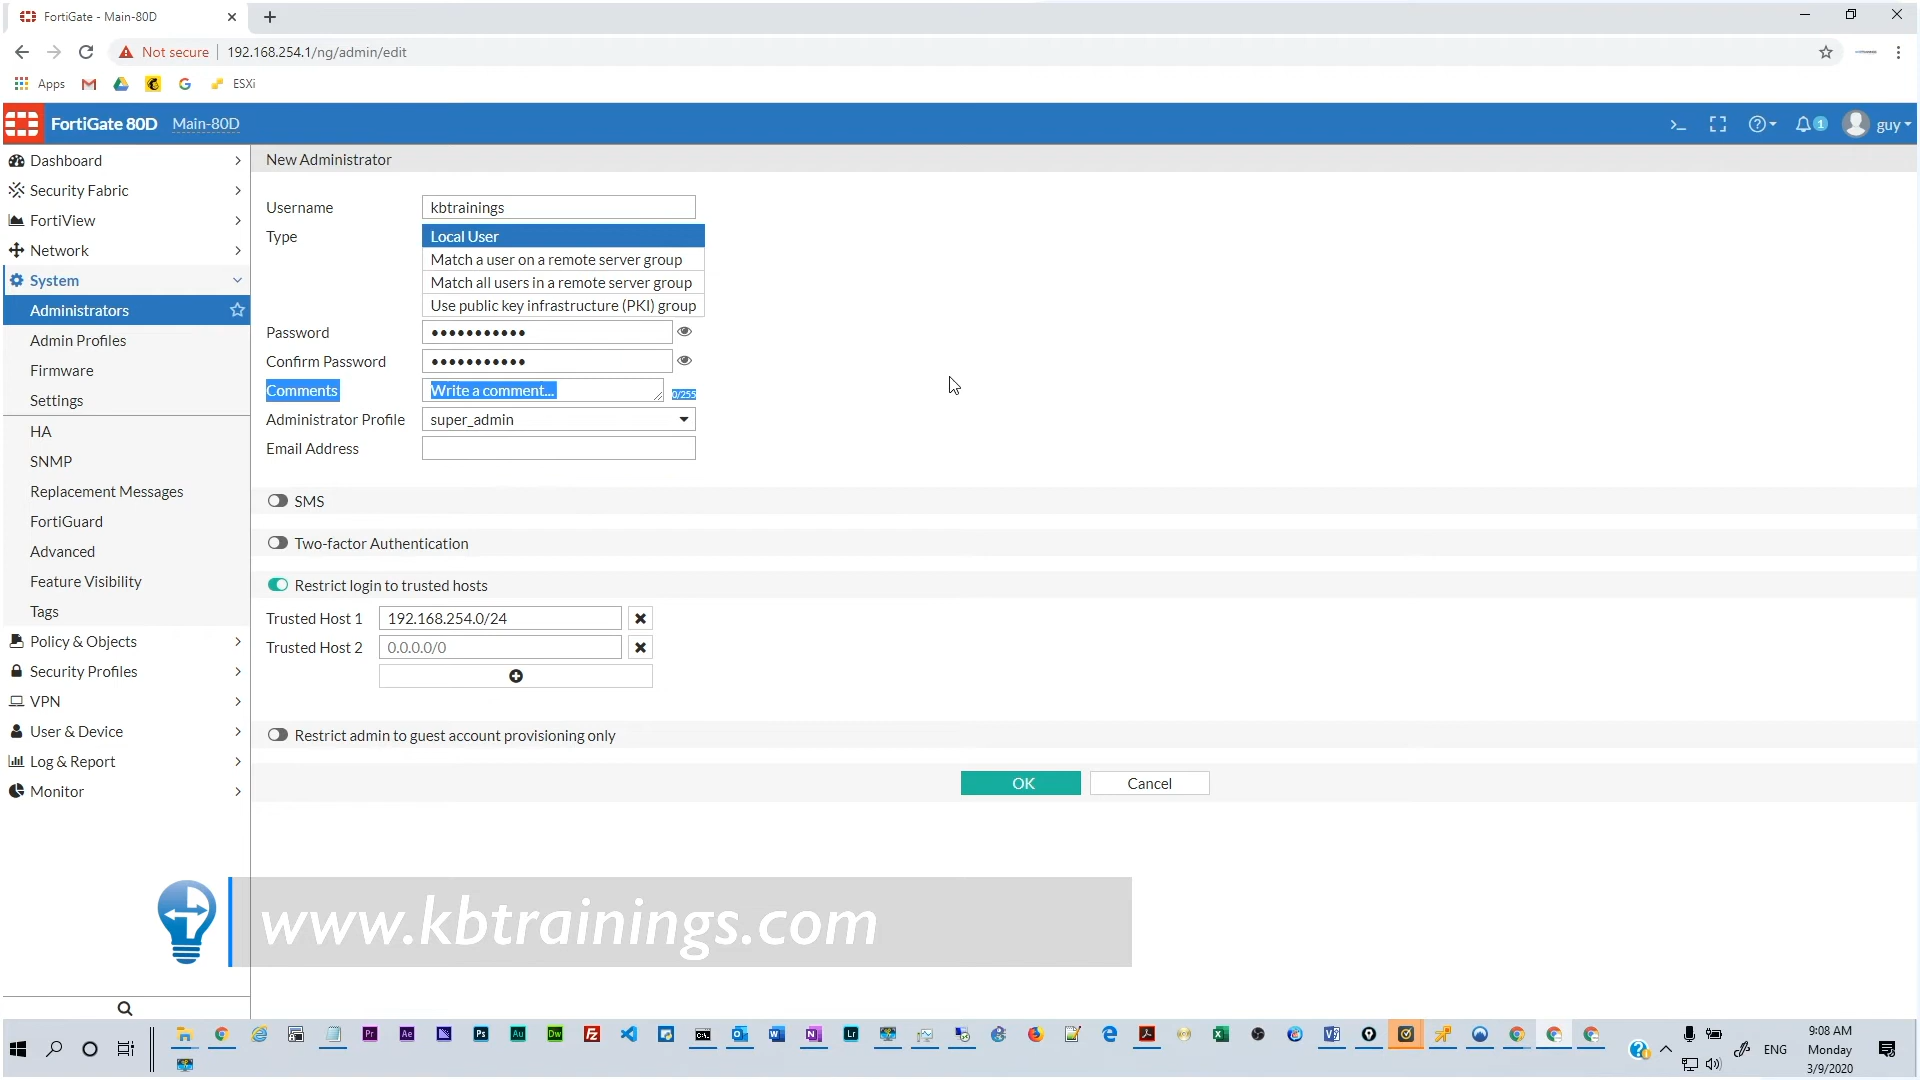 FortiGate - Main-80D
Not secure
192.168.254.1/ng/admin/edit
Apps
ESXi
FortiGate 80D
Main-80D
1
guy
Dashboard
Security Fabric
FortiView
Network
System
Administrators
Admin Profiles
Firmware
Settings
HA
SNMP
Replacement Messages
FortiGuard
Advanced
Feature Visibility
Tags
Policy & Objects
Security Profiles
VPN
User & Device
Log & Report
Monitor
New Administrator
Username
kbtrainings
Type
Local User
Match a user on a remote server group
Match all users in a remote server group
Use public key infrastructure (PKI) group
Password
Confirm Password
Comments
Write a comment...
0/255
Administrator Profile
super_admin
Email Address
SMS
Two-factor Authentication
Restrict login to trusted hosts
Trusted Host 1
192.168.254.0/24
Trusted Host 2
0.0.0.0/0
Restrict admin to guest account provisioning only
OK
Cancel
www.kbtrainings.com
Pr
Ae
Ps
Au
Dw
Lr
ENG
9:08 AM
Monday
3/9/2020